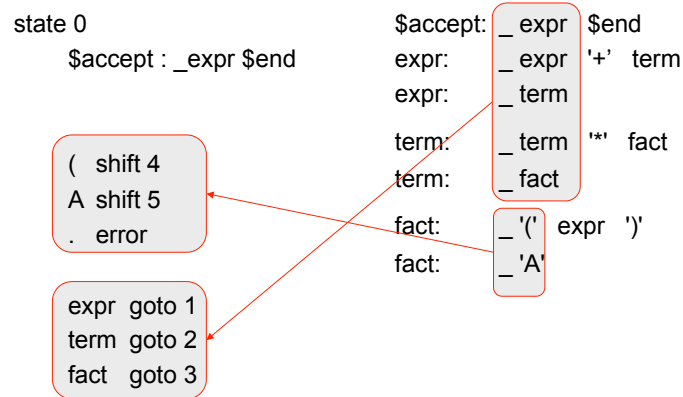 state 0
$accept : _expr $end
( shift 4
A shift 5
. error
expr goto 1
term goto 2
fact goto 3
$accept: _ expr $end
expr: _ expr '+’ term
expr: _ term
term: _ term '*' fact
term: _ fact
fact: _ '(' expr ')'
fact: _ 'A'